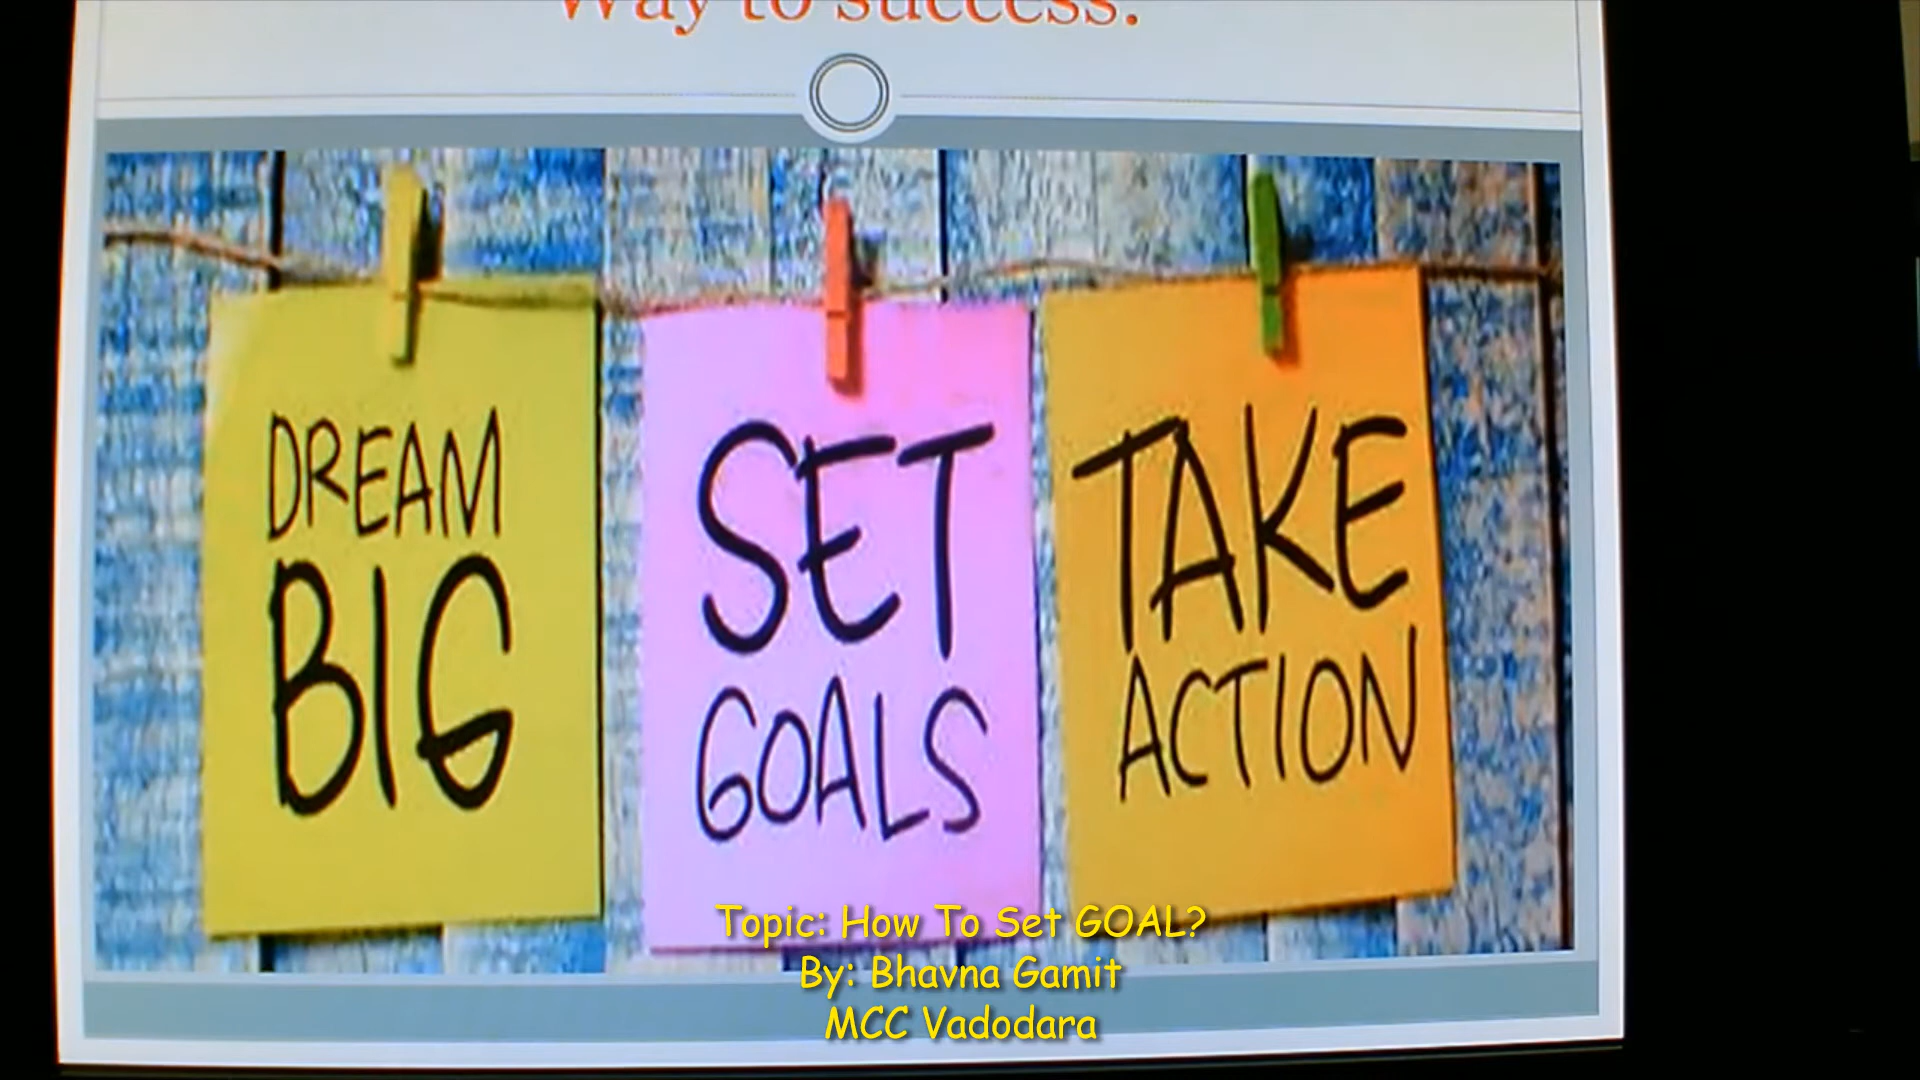 Way to success.
DREAM
BIG
SET
GOALS
TAKE
ACTION
Topic: How To Set GOAL?
By: Bhavna Gamit
MCC Vadodara